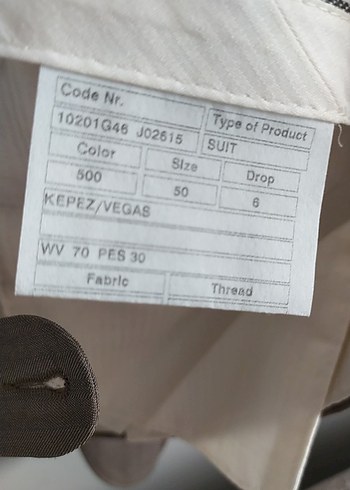 Code Nr.
10201G46 J02615
Type of Product
SUIT
Color Size Drop
500 50 6
KEPEZ/VEGAS
WV 70 PES 30
Fabric Thread